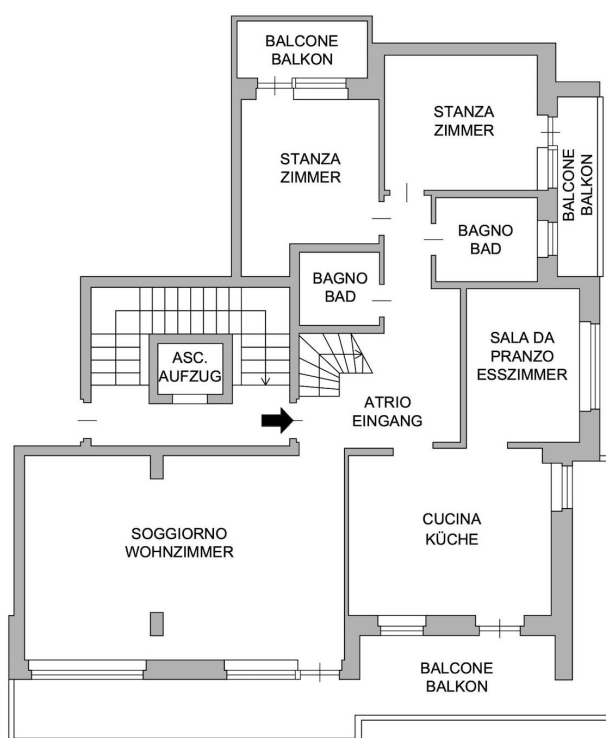 BALCONE
BALKON
STANZA
ZIMMER
STANZA
ZIMMER
BALCONE
BALKON
BAGNO
BAD
BAGNO
BAD
SALA DA
PRANZO
ESSZIMMER
ASC.
AUFZUG
ATRIO
EINGANG
SOGGIORNO
WOHNZIMMER
CUCINA
KÜCHE
BALCONE
BALKON